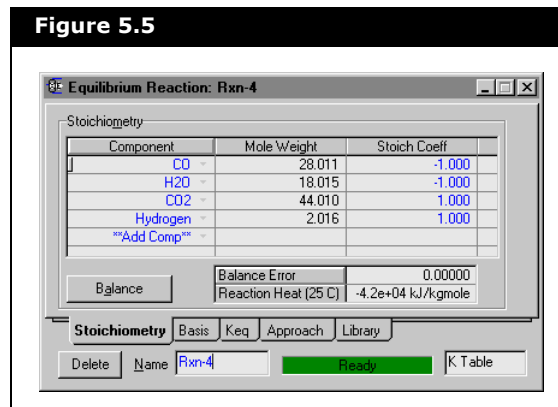 Figure 5.5
Equilibrium Reaction: Rxn-4
Stoichiometry
Component Mole Weight Stoich Coeff
CO 28.011 -1.000
H2O 18.015 -1.000
CO2 44.010 1.000
Hydrogen 2.016 1.000
**Add Comp**
Balance
Balance Error 0.00000
Reaction Heat (25 C) -4.2e+04 kJ/kgmole
Stoichiometry Basis Keq Approach Library
Delete Name Rxn-4 Ready K Table